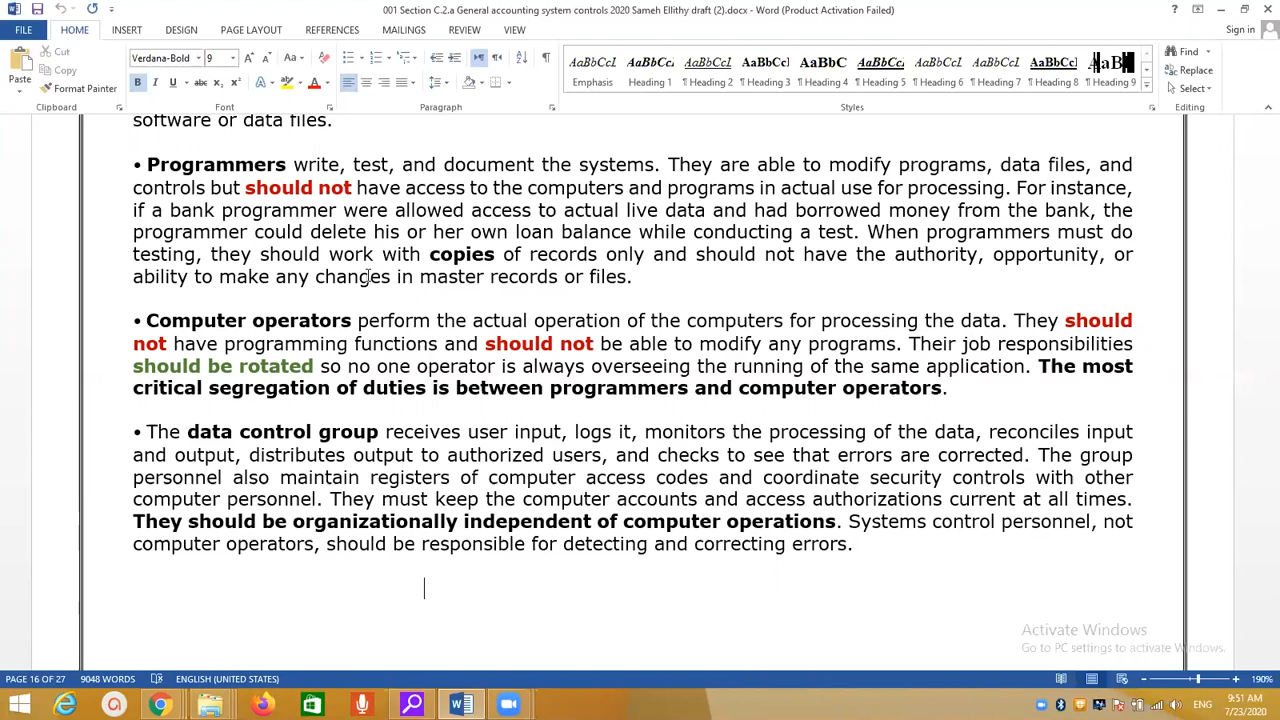 001 Section C.2.a General accounting system controls 2020 Sameh Ellithy draft (2).docx - Word (Product Activation Failed)
FILE HOME INSERT DESIGN PAGE LAYOUT REFERENCES MAILINGS REVIEW VIEW Sign in
Cut
Copy
Paste
Format Painter
Clipboard
Verdana-Bold 9
Font
Paragraph
AaBbCcI AaBbCcI AaBbCcI AaBbCcI AaBbC AaBbCcI AaBbCcI AaBbCcI AaBbCcI
Emphasis Heading 1 ¶ Heading 2 Heading 3 Heading 4 ¶ Heading 5 ¶ Heading 6 ¶ Heading 7 ¶ Heading 8 ¶ Heading 9
Styles
Find
Replace
Select
Editing
software or data files.
• Programmers write, test, and document the systems. They are able to modify programs, data files, and
controls but should not have access to the computers and programs in actual use for processing. For instance,
if a bank programmer were allowed access to actual live data and had borrowed money from the bank, the
programmer could delete his or her own loan balance while conducting a test. When programmers must do
testing, they should work with copies of records only and should not have the authority, opportunity, or
ability to make any changes in master records or files.
• Computer operators perform the actual operation of the computers for processing the data. They should
not have programming functions and should not be able to modify any programs. Their job responsibilities
should be rotated so no one operator is always overseeing the running of the same application. The most
critical segregation of duties is between programmers and computer operators.
• The data control group receives user input, logs it, monitors the processing of the data, reconciles input
and output, distributes output to authorized users, and checks to see that errors are corrected. The group
personnel also maintain registers of computer access codes and coordinate security controls with other
computer personnel. They must keep the computer accounts and access authorizations current at all times.
They should be organizationally independent of computer operations. Systems control personnel, not
computer operators, should be responsible for detecting and correcting errors.
Activate Windows
Go to PC settings to activate Windows.
PAGE 16 OF 27 9048 WORDS ENGLISH (UNITED STATES) 190%
ENG
9:51 AM
7/23/2020